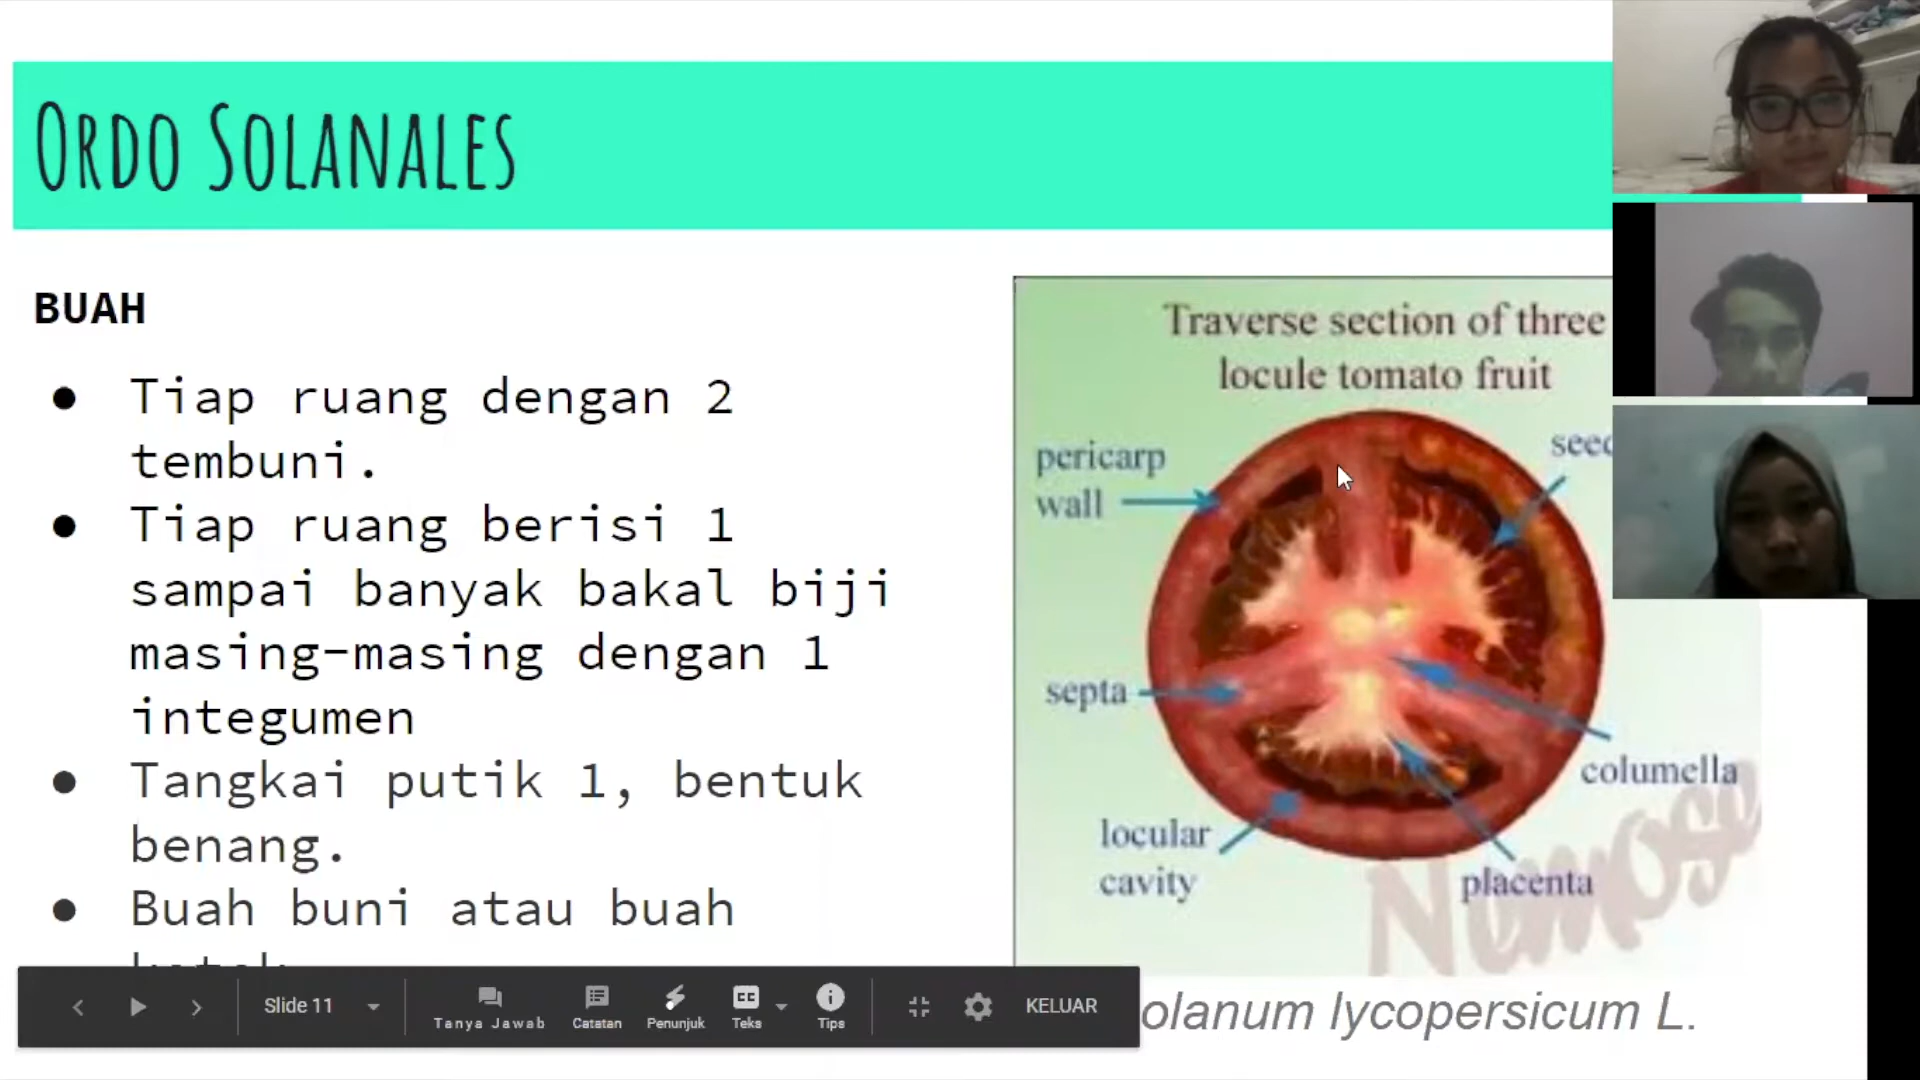 ORDO SOLANALES
BUAH
● Tiap ruang dengan 2
tembuni.
● Tiap ruang berisi 1
sampai banyak bakal biji
masing-masing dengan 1
integumen
● Tangkai putik 1, bentuk
benang.
● Buah buni atau buah
Traverse section of three
locule tomato fruit
pericarp
wall
septa
columella
locular
cavity
placenta
Slide 11
Tanya Jawab
Catatan
Penunjuk
CC
Teks
Tips
KELUAR
olanum lycopersicum L.